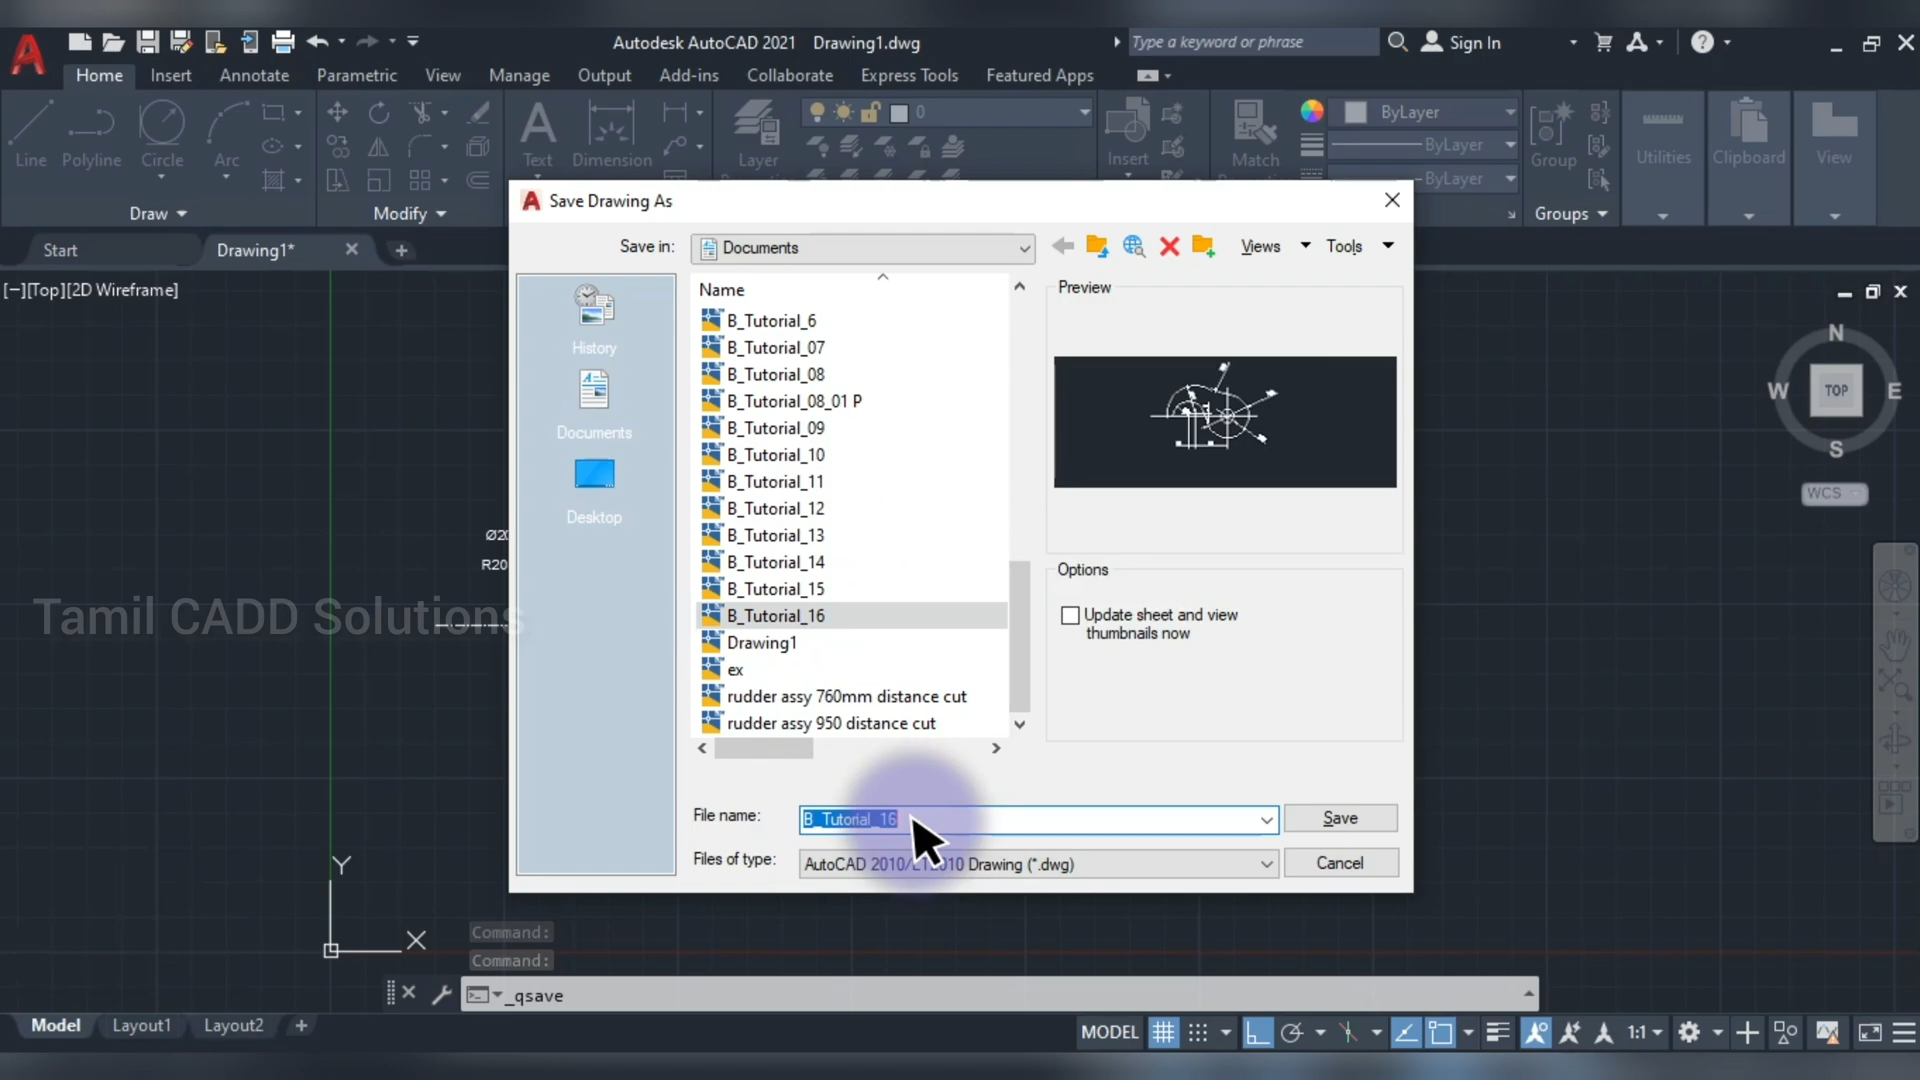 Autodesk AutoCAD 2021 Drawing1.dwg
Type a keyword or phrase
Sign In
Home Insert Annotate Parametric View Manage Output Add-ins Collaborate Express Tools Featured Apps
0
ByLayer
ByLayer
ByLayer
Line Polyline Circle Arc Text Dimension Layer Insert Match Group Utilities Clipboard View
Draw Modify Groups
Start Drawing1*
[−][Top][2D Wireframe]
Save Drawing As
Save in: Documents
Views Tools
History
Documents
Desktop
Name
B_Tutorial_6
B_Tutorial_07
B_Tutorial_08
B_Tutorial_08_01 P
B_Tutorial_09
B_Tutorial_10
B_Tutorial_11
B_Tutorial_12
B_Tutorial_13
B_Tutorial_14
B_Tutorial_15
B_Tutorial_16
Drawing1
ex
rudder assy 760mm distance cut
rudder assy 950 distance cut
Preview
Options
Update sheet and view
thumbnails now
File name: B_Tutorial_16 Save
Files of type: AutoCAD 2010/LT2010 Drawing (*.dwg) Cancel
N
W TOP E
S
WCS
R20
Tamil CADD Solutions
Y
X
Command:
Command:
_qsave
Model Layout1 Layout2 +
MODEL 1:1